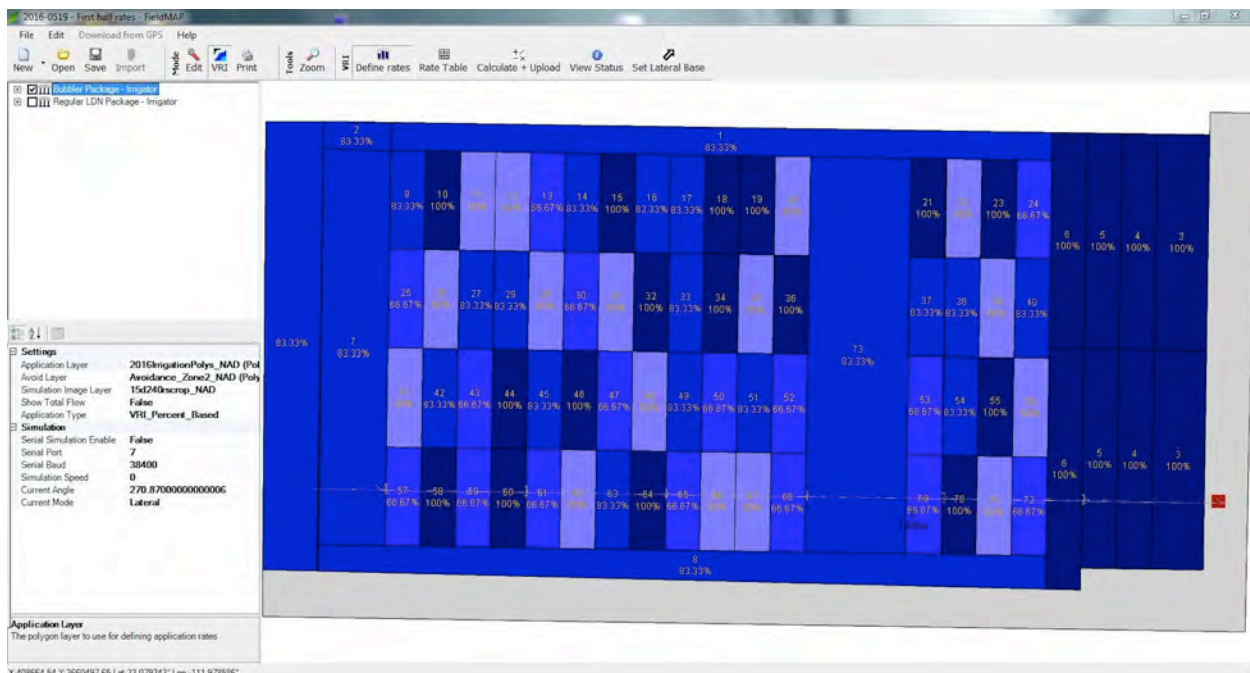 2016-0519 - First half rates - FieldMAP
File Edit Download from GPS Help
New Open Save Import Mode Edit VRI Print Tools Zoom VRI Define rates Rate Table Calculate + Upload View Status Set Lateral Base
Bubbler Package - Irrigator
Regular LDN Package - Irrigator
2
83.33%
1
83.33%
9 10 13 14 15 16 17 18 19
83.33% 100% 66.67% 83.33% 100% 83.33% 83.33% 100% 100%
21 23 24
100% 100% 66.67%
6 5 4 3
100% 100% 100% 100%
25 27 28 30 32 33 34 36
66.67% 83.33% 83.33% 66.67% 100% 83.33% 100% 100%
37 38 40
83.33% 83.33% 83.33%
83.33%
7
83.33%
73
83.33%
42 43 44 45 46 47 49 50 51 52
83.33% 66.67% 100% 83.33% 100% 66.67% 83.33% 66.67% 83.33% 66.67%
53 54 55
66.67% 83.33% 100%
6 5 4 3
100% 100% 100% 100%
57 58 59 60 61 63 64 65 68
66.67% 100% 66.67% 100% 66.67% 83.33% 100% 66.67% 66.67%
69 70 72
66.67% 100% 66.67%
8
83.33%
Settings
Application Layer 2016IrrigationPolys_NAD (Pol
Avoid Layer Avoidance_Zone2_NAD (Poly
Simulation Image Layer 15d240rscrop_NAD
Show Total Flow False
Application Type VRI_Percent_Based
Simulation
Serial Simulation Enable False
Serial Port 7
Serial Baud 38400
Simulation Speed 0
Current Angle 270.87000000000006
Current Mode Lateral
Application Layer
The polygon layer to use for defining application rates